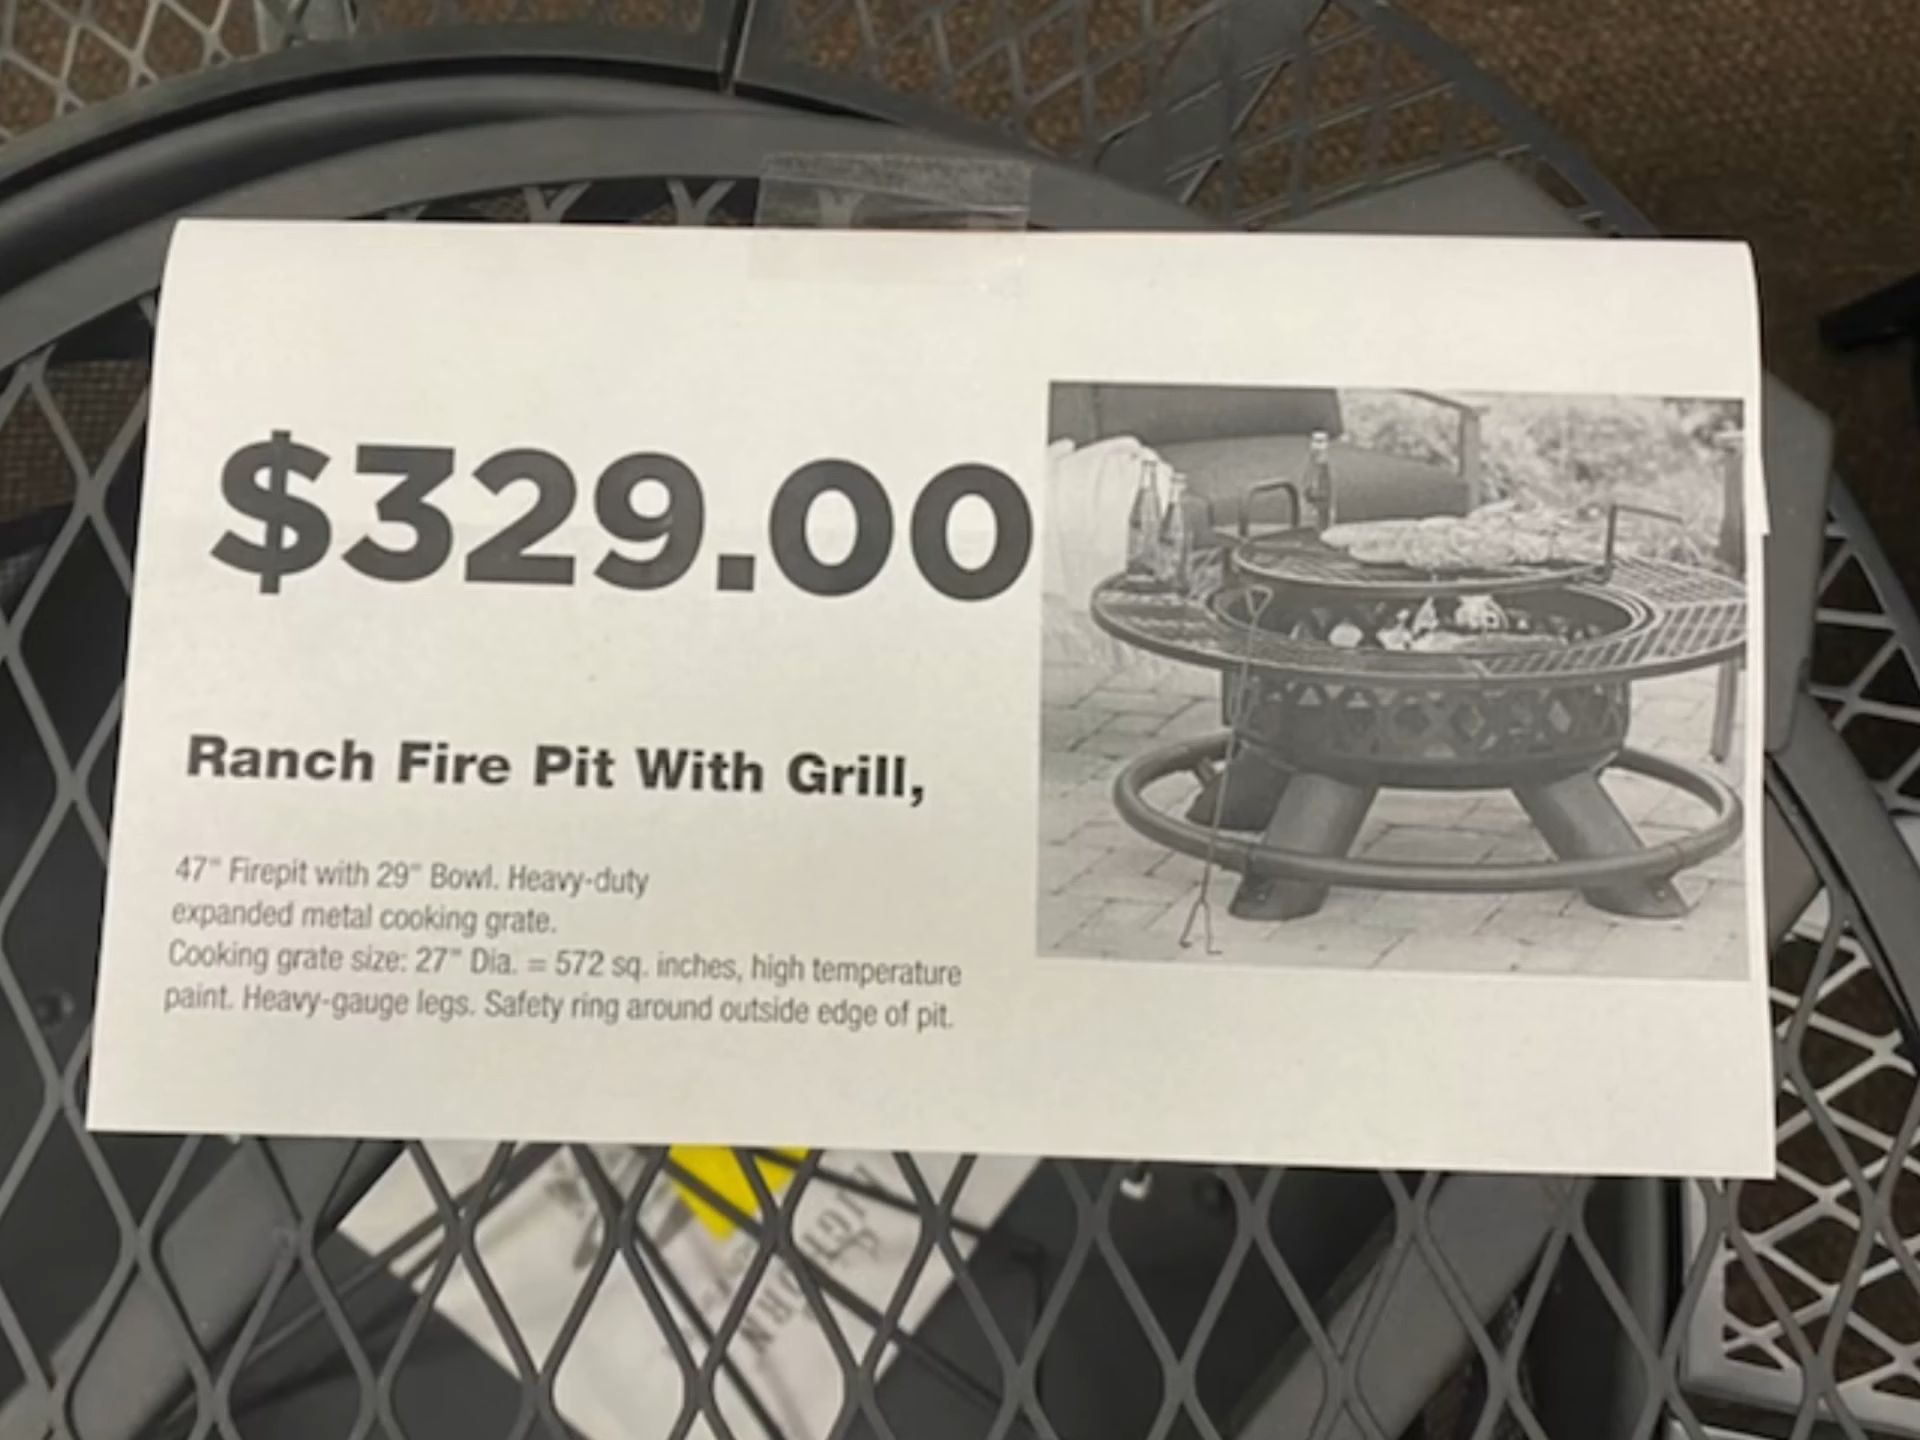 $329.00
Ranch Fire Pit With Grill,
47" Firepit with 29" Bowl. Heavy-duty
expanded metal cooking grate.
Cooking grate size: 27" Dia. = 572 sq. inches, high temperature
paint. Heavy-gauge legs. Safety ring around outside edge of pit.